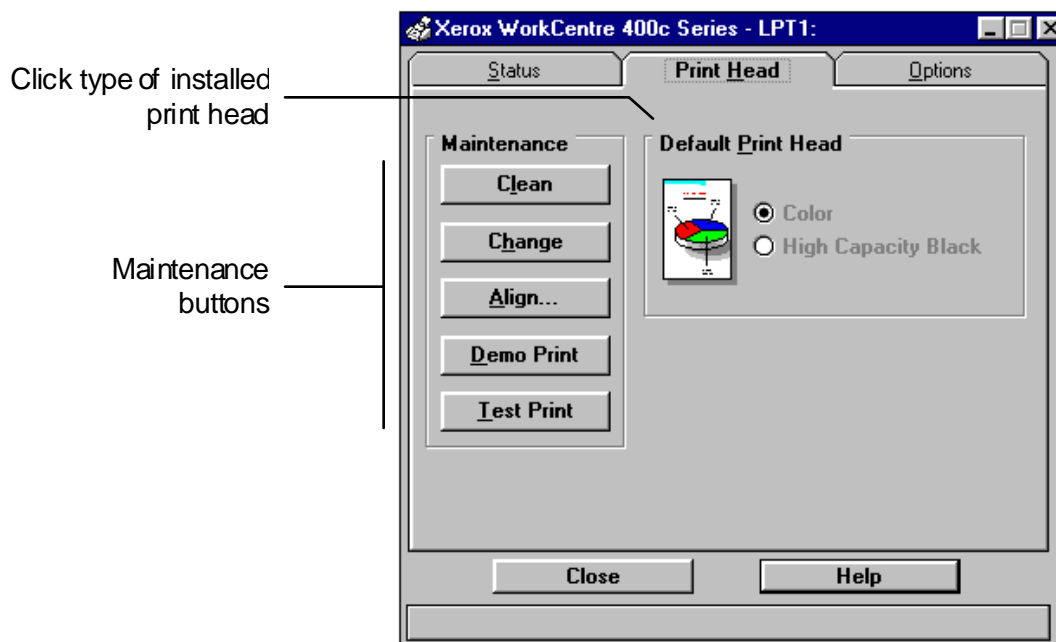 Xerox WorkCentre 400c Series - LPT1:
Status
Print Head
Options
Click type of installed
print head
Maintenance
Clean
Change
Align...
Demo Print
Test Print
Default Print Head
Color
High Capacity Black
Maintenance
buttons
Close
Help